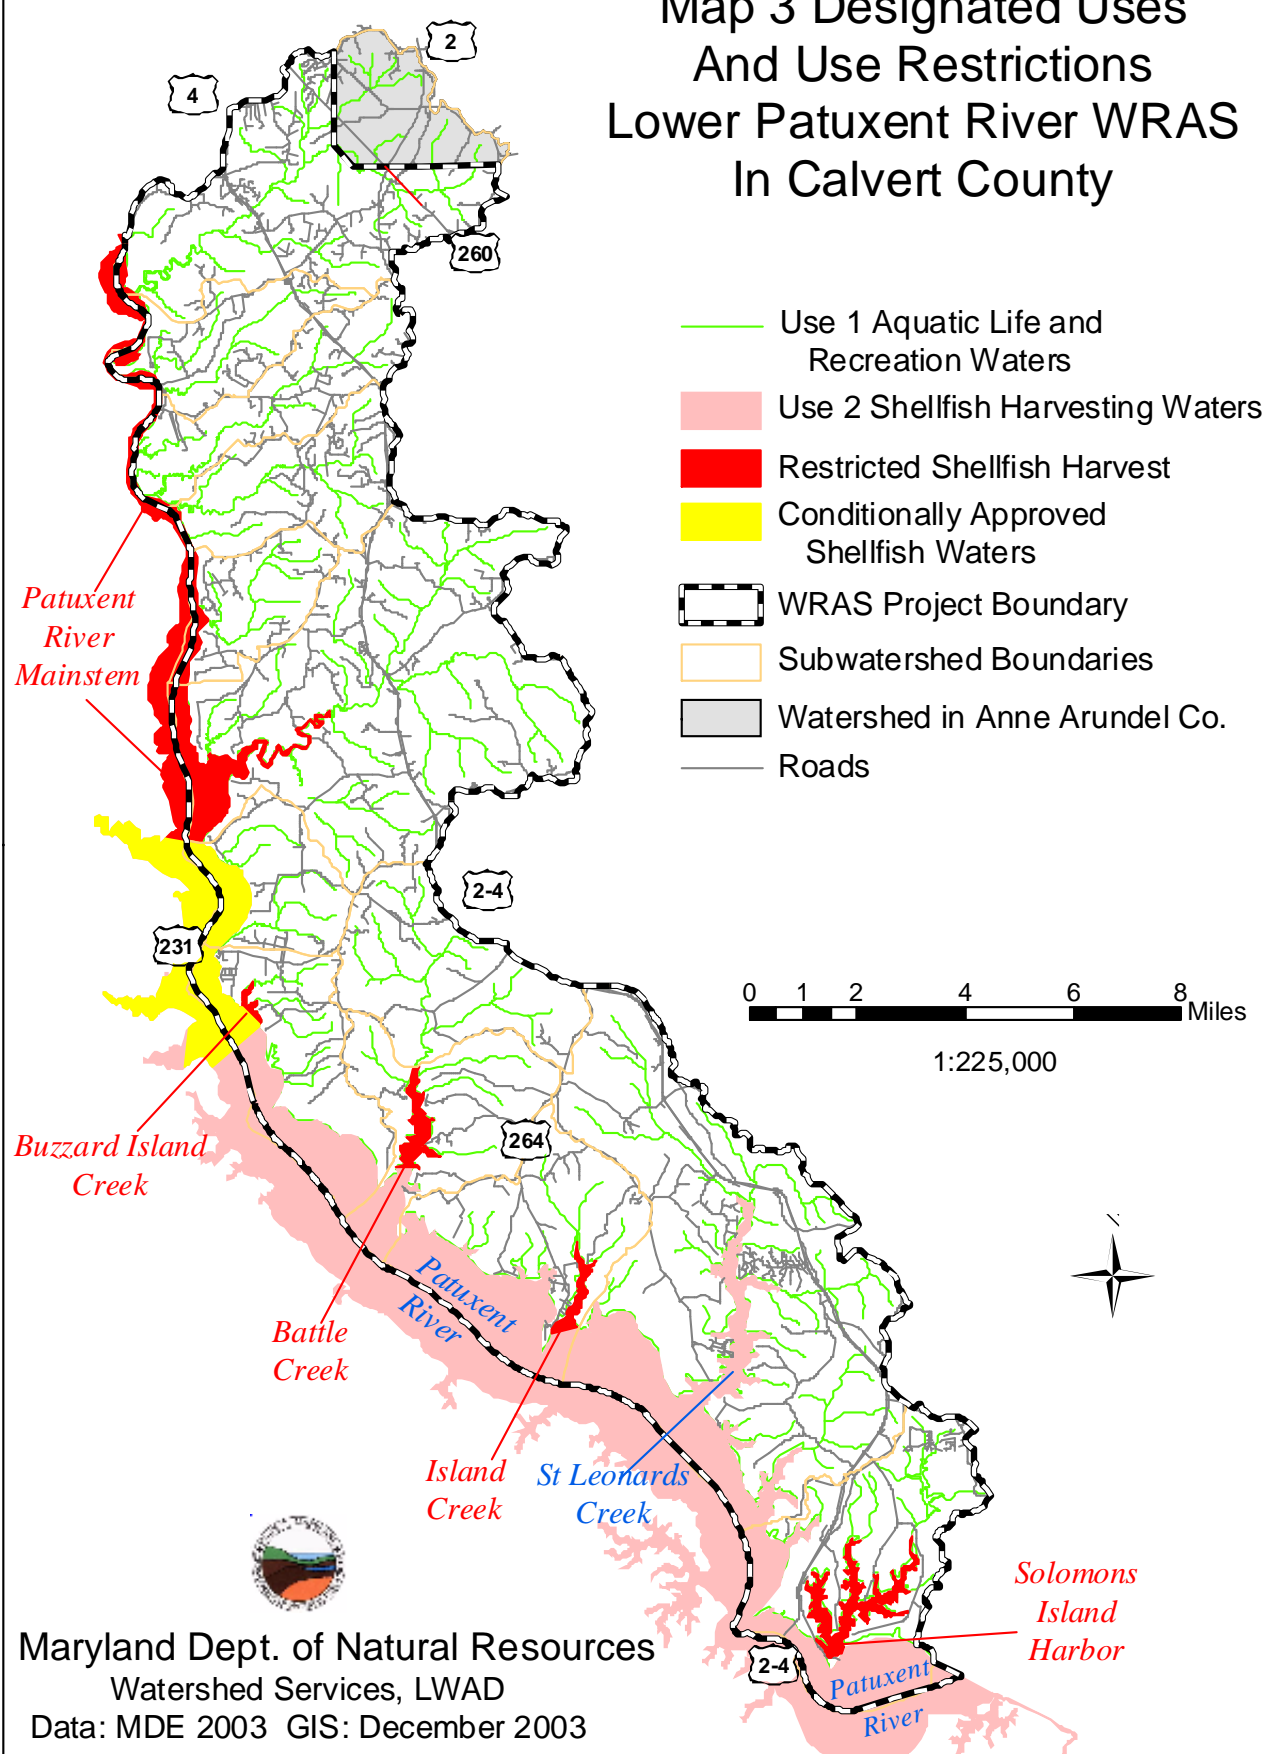 Map 3 Designated Uses
And Use Restrictions
Lower Patuxent River WRAS
In Calvert County
2
4
260
Use 1 Aquatic Life and
Recreation Waters
Use 2 Shellfish Harvesting Waters
Restricted Shellfish Harvest
Conditionally Approved
Shellfish Waters
WRAS Project Boundary
Subwatershed Boundaries
Watershed in Anne Arundel Co.
Roads
Patuxent
River
Mainstem
2-4
231
0 1 2 4 6 8 Miles
1:225,000
Buzzard Island
Creek
264
N
Patuxent
River
Battle
Creek
Island
Creek
St Leonards
Creek
Solomons
Island
Harbor
2-4
Patuxent
River
Maryland Dept. of Natural Resources
Watershed Services, LWAD
Data: MDE 2003 GIS: December 2003